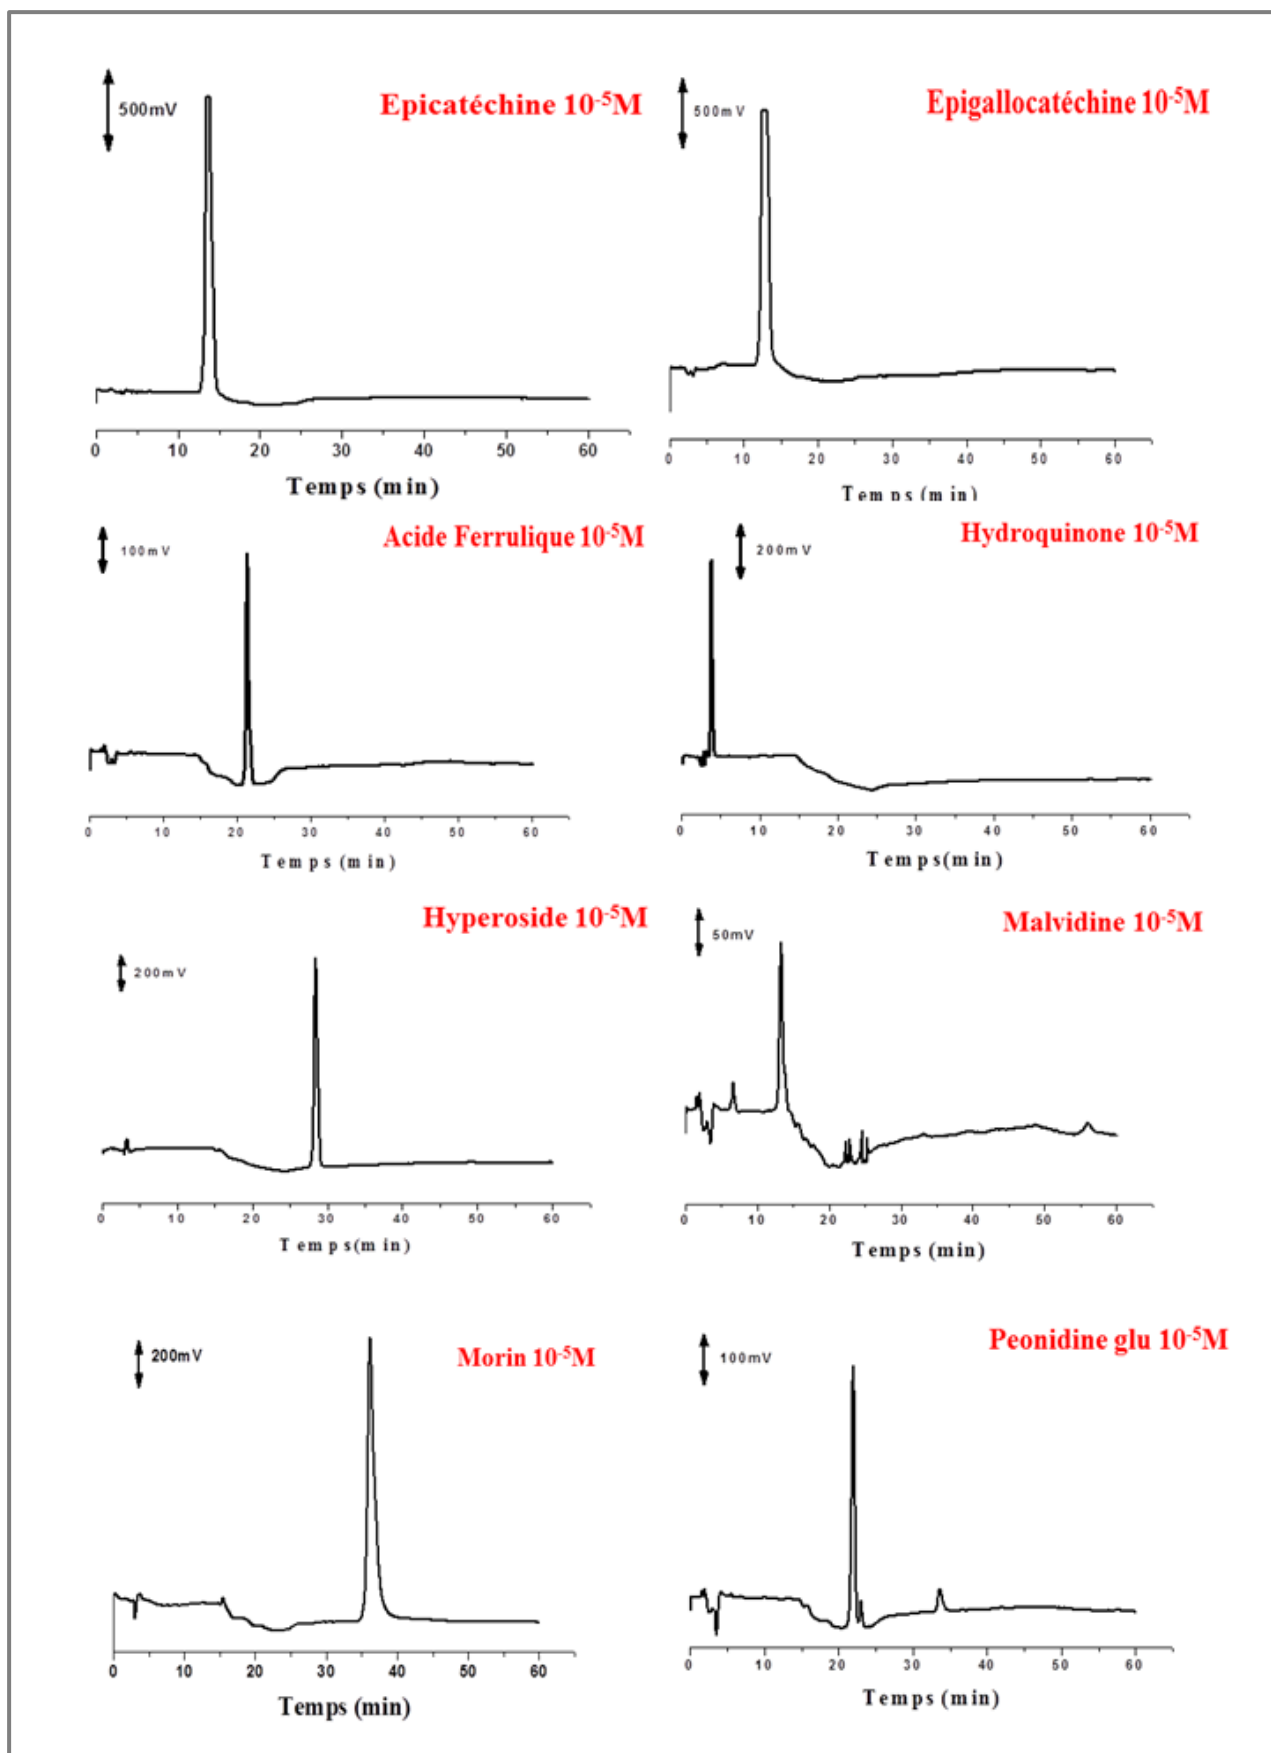 Epicatéchine 10⁻⁵M
500mV
0 10 20 30 40 50 60
Temps (min)
Epigallocatéchine 10⁻⁵M
500mV
0 10 20 30 40 50 60
Temps (min)
Acide Ferrulique 10⁻⁵M
100mV
0 10 20 30 40 50 60
Temps (min)
Hydroquinone 10⁻⁵M
200mV
0 10 20 30 40 50 60
Temps(min)
Hyperoside 10⁻⁵M
200mV
0 10 20 30 40 50 60
Temps(min)
Malvidine 10⁻⁵M
50mV
0 10 20 30 40 50 60
Temps (min)
Morin 10⁻⁵M
200mV
0 10 20 30 40 50 60
Temps (min)
Peonidine glu 10⁻⁵M
100mV
0 10 20 30 40 50 60
Temps (min)